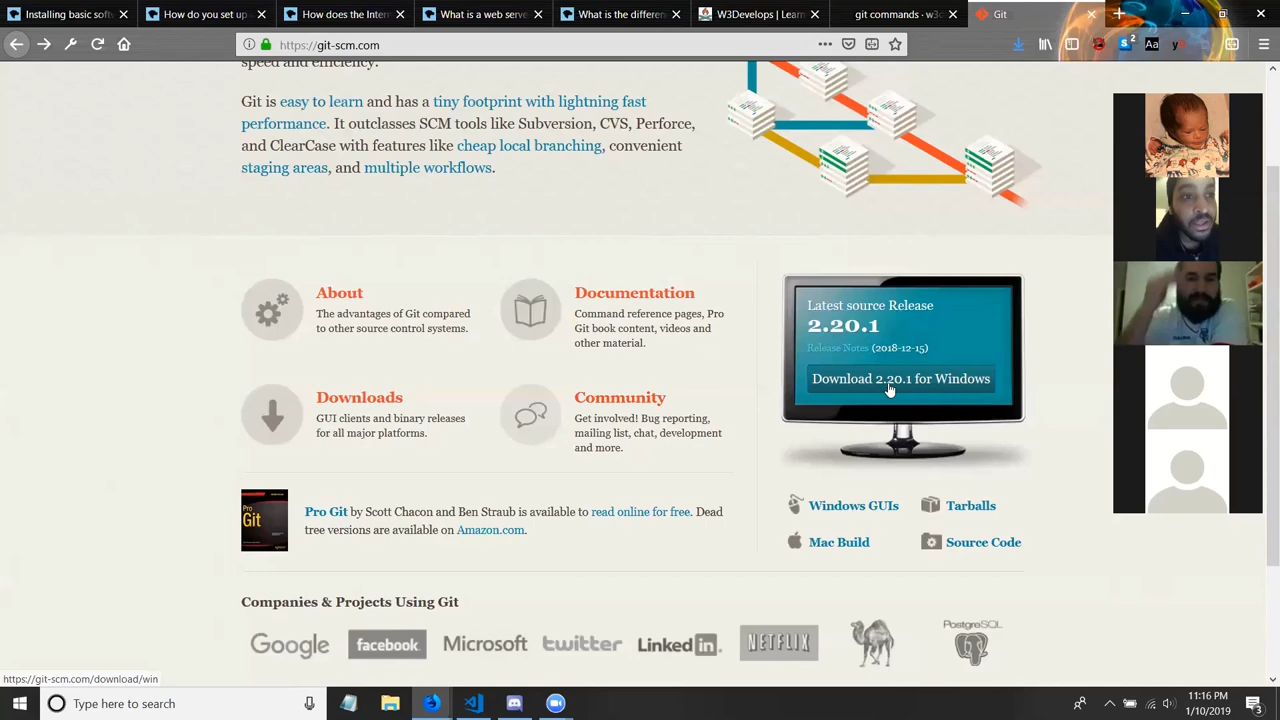 Installing basic soft
How do you set up
How does the Inter
What is a web serve
What is the differen
W3Develops | Learn
git commands - w3c
Git
https://git-scm.com
2
Aa
speed and efficiency.
Git is easy to learn and has a tiny footprint with lightning fast
performance. It outclasses SCM tools like Subversion, CVS, Perforce,
and ClearCase with features like cheap local branching, convenient
staging areas, and multiple workflows.
About
The advantages of Git compared
to other source control systems.
Documentation
Command reference pages, Pro
Git book content, videos and
other material.
Downloads
GUI clients and binary releases
for all major platforms.
Community
Get involved! Bug reporting,
mailing list, chat, development
and more.
Latest source Release
2.20.1
Release Notes (2018-12-15)
Download 2.20.1 for Windows
Windows GUIs
Tarballs
Mac Build
Source Code
Pro
Git
Pro Git by Scott Chacon and Ben Straub is available to read online for free. Dead
tree versions are available on Amazon.com.
Companies & Projects Using Git
Google
facebook
Microsoft
twitter
Linked in
NETFLIX
PostgreSQL
https://git-scm.com/download/win
Type here to search
11:16 PM
1/10/2019
3